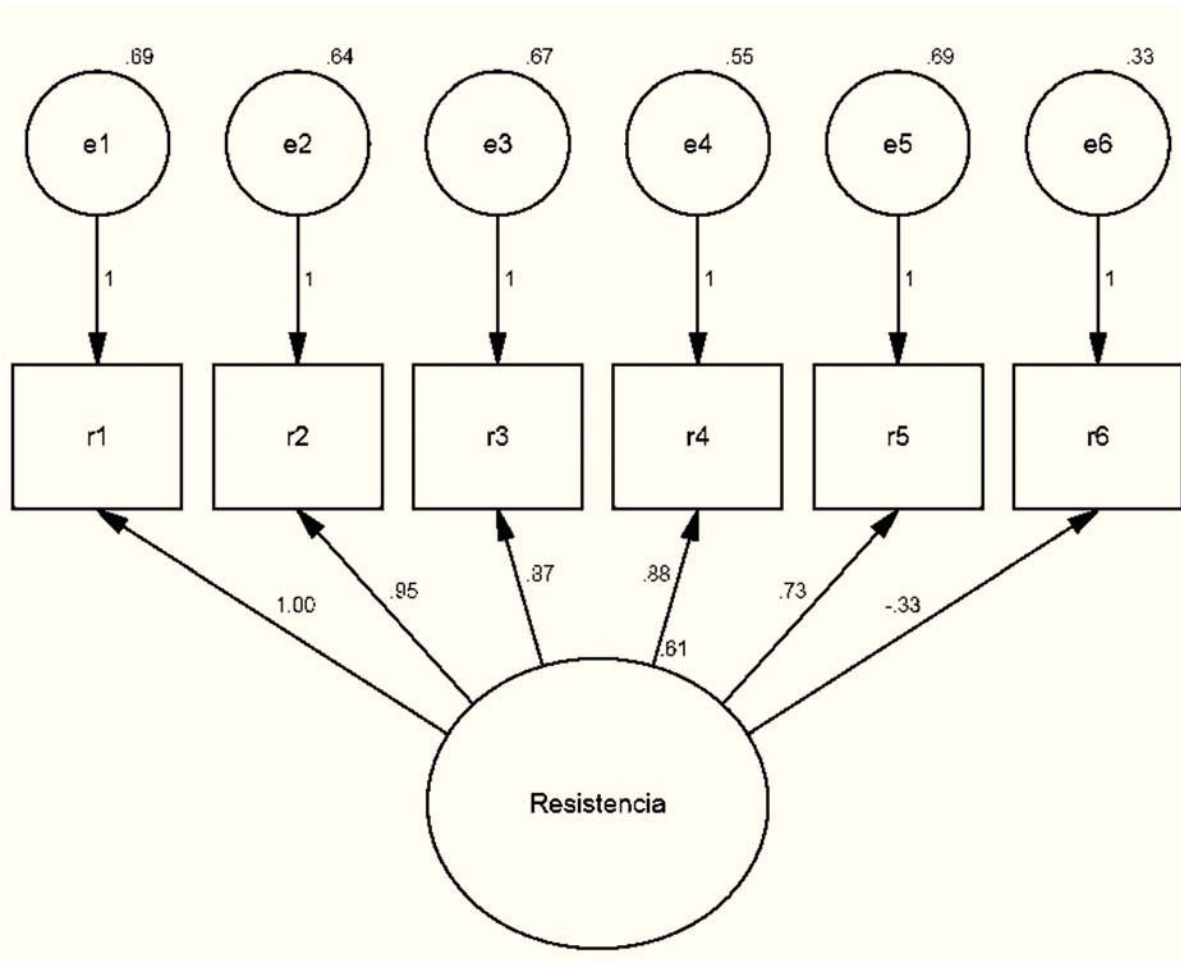 .69 .64 .67 .55 .69 .33
e1 e2 e3 e4 e5 e6
1 1 1 1 1 1
r1 r2 r3 r4 r5 r6
1.00 .95 .87 .88 .73 -.33
.61
Resistencia